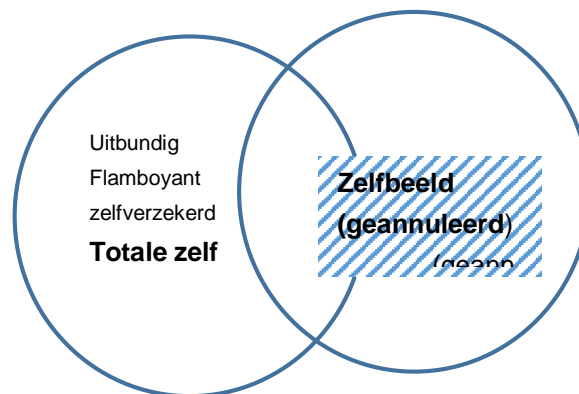 Uitbundig
Flamboyant
zelfverzekerd
Totale zelf
Zelfbeeld
(geannuleerd)